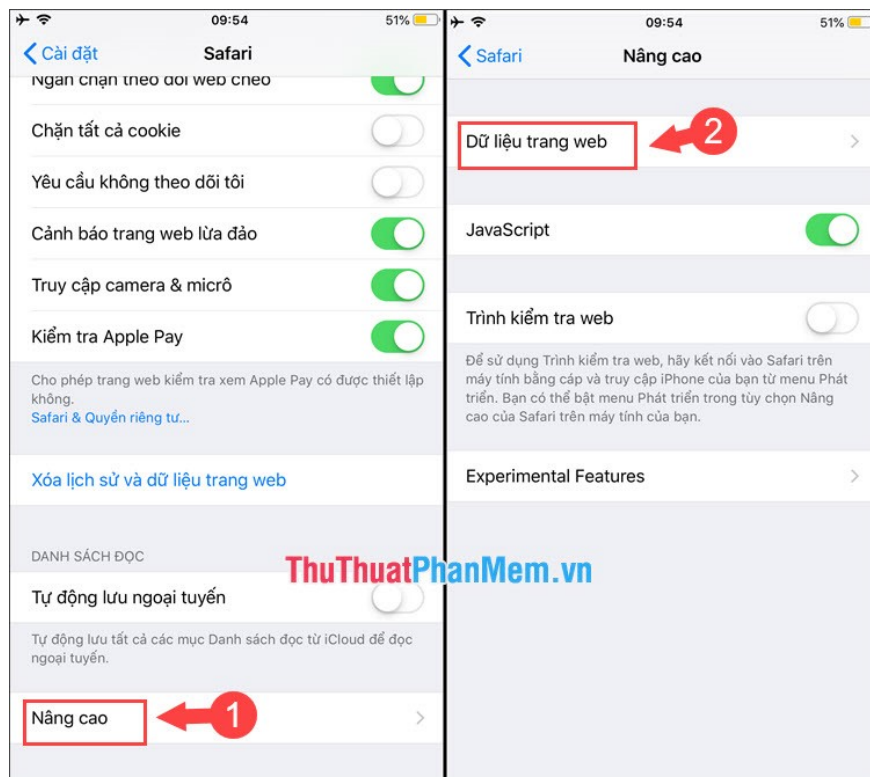 09:54
51%
Cài đặt
Safari
Ngăn chặn theo dõi web chéo
Chặn tất cả cookie
Yêu cầu không theo dõi tôi
Cảnh báo trang web lừa đảo
Truy cập camera & micrô
Kiểm tra Apple Pay
Cho phép trang web kiểm tra xem Apple Pay có được thiết lập
không.
Safari & Quyền riêng tư...
Xóa lịch sử và dữ liệu trang web
DANH SÁCH ĐỌC
Tự động lưu ngoại tuyến
Tự động lưu tất cả các mục Danh sách đọc từ iCloud để đọc
ngoại tuyến.
Nâng cao
1
09:54
51%
Safari
Nâng cao
Dữ liệu trang web
2
JavaScript
Trình kiểm tra web
Để sử dụng Trình kiểm tra web, hãy kết nối vào Safari trên
máy tính bằng cáp và truy cập iPhone của bạn từ menu Phát
triển. Bạn có thể bật menu Phát triển trong tùy chọn Nâng
cao của Safari trên máy tính của bạn.
Experimental Features
ThuThuatPhanMem.vn